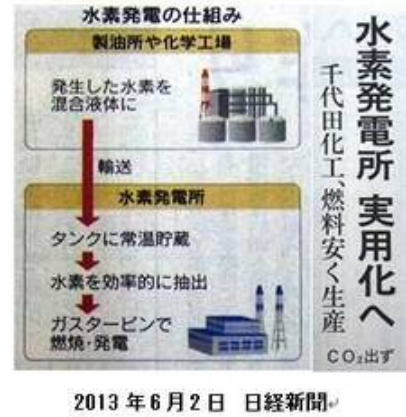 水素発電の仕組み
製油所や化学工場
発生した水素を
混合液体に
輸送
水素発電所
タンクに常温貯蔵
水素を効率的に抽出
ガスタービンで
燃焼・発電
水素発電所 実用化へ
千代田化工、燃料安く生産
CO₂出ず
2013年6月2日 日経新聞